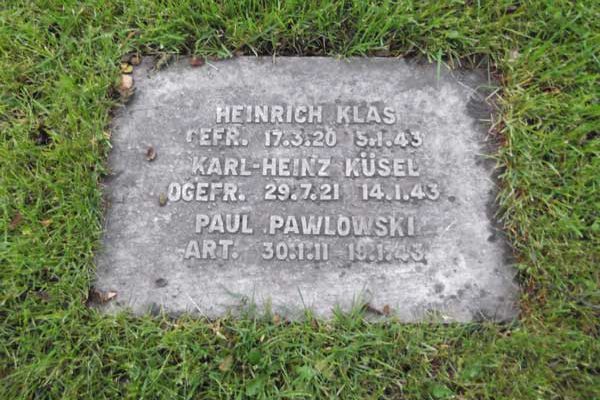 HEINRICH KLAS
GEFR. 17.3.20 5.1.43
KARL-HEINZ KÜSEL
OGEFR. 29.7.21 14.1.43
PAUL PAWLOWSKI
ART. 30.1.11 19.1.43